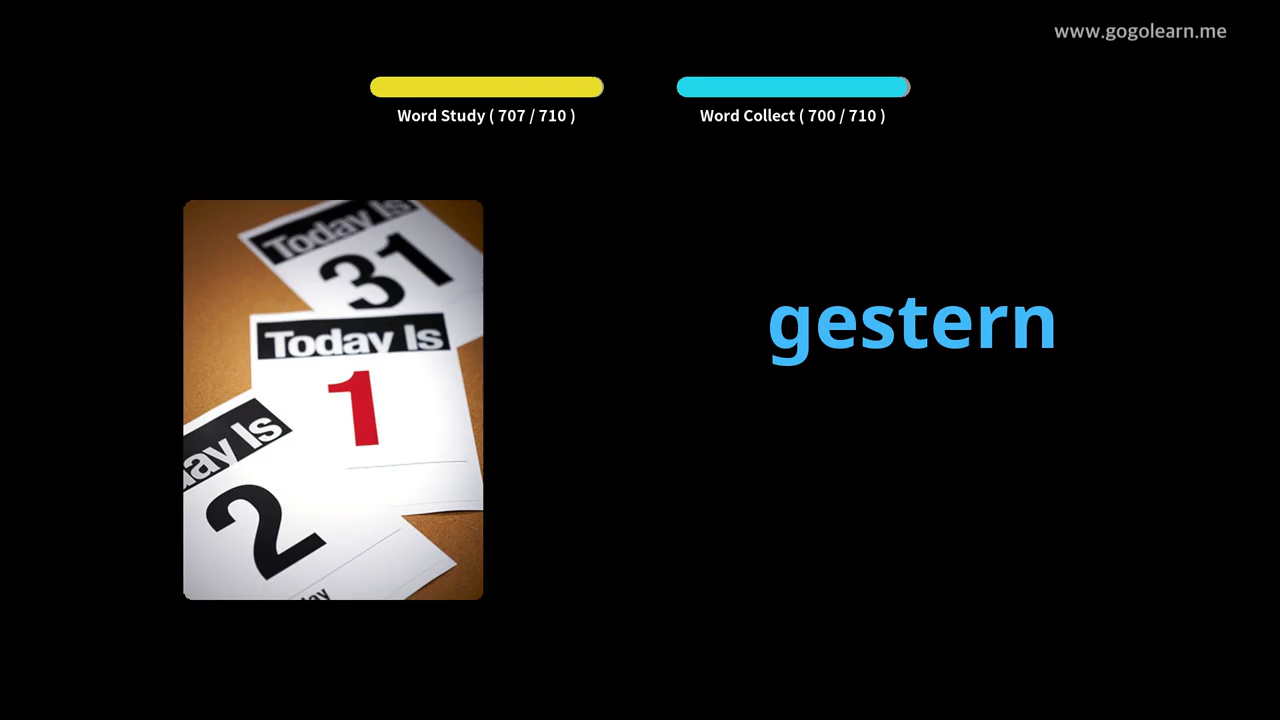 www.gogolearn.me
Word Study ( 707 / 710 )
Word Collect ( 700 / 710 )
Today Is
31
Today Is
1
ay Is
2
gestern